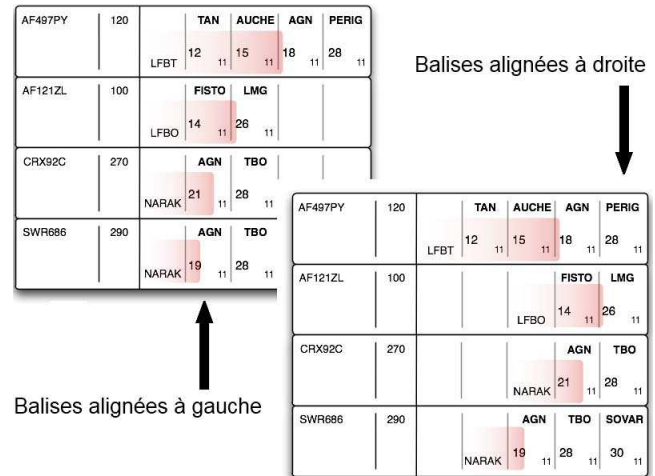 AF497PY 120 TAN AUCHE AGN PERIG
LFBT 12 11 15 11 18 11 28 11
AF121ZL 100 FISTO LMG
LFBO 14 11 26 11
CRX92C 270 AGN TBO
NARAK 21 11 28 11
SWR686 290 AGN TBO
NARAK 19 11 28 11
Balises alignées à gauche
Balises alignées à droite
AF497PY 120 TAN AUCHE AGN PERIG
LFBT 12 11 15 11 18 11 28 11
AF121ZL 100 FISTO LMG
LFBO 14 11 26 11
CRX92C 270 AGN TBO
NARAK 21 11 28 11
SWR686 290 AGN TBO SOVAR
NARAK 19 11 28 11 30 11